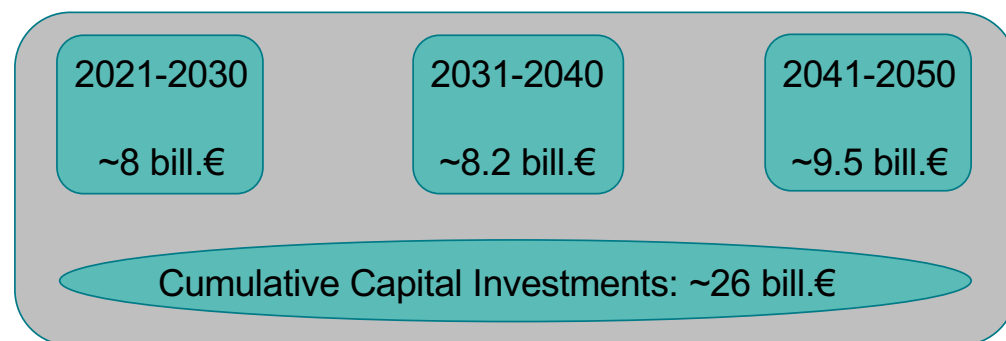 2021-2030
~8 bill.€
2031-2040
~8.2 bill.€
2041-2050
~9.5 bill.€
Cumulative Capital Investments: ~26 bill.€